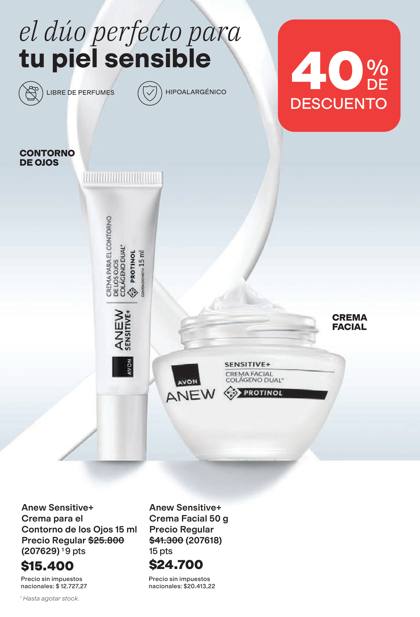 el dúo perfecto para
tu piel sensible
LIBRE DE PERFUMES
HIPOALARGÉNICO
40%
DE
DESCUENTO
CONTORNO
DE OJOS
CREMA PARA EL CONTORNO
DE LOS OJOS
COLÁGENO DUAL*
PROTINOL
15 ml
ANEW
SENSITIVE+
AVON
CREMA
FACIAL
SENSITIVE+
CREMA FACIAL
COLÁGENO DUAL*
AVON
ANEW
PROTINOL
Anew Sensitive+
Crema para el
Contorno de los Ojos 15 ml
Precio Regular $25.800
(207629) ¹9 pts
$15.400
Precio sin impuestos
nacionales: $ 12.727,27
Anew Sensitive+
Crema Facial 50 g
Precio Regular
$41.300 (207618)
15 pts
$24.700
Precio sin impuestos
nacionales: $20.413,22
¹ Hasta agotar stock.